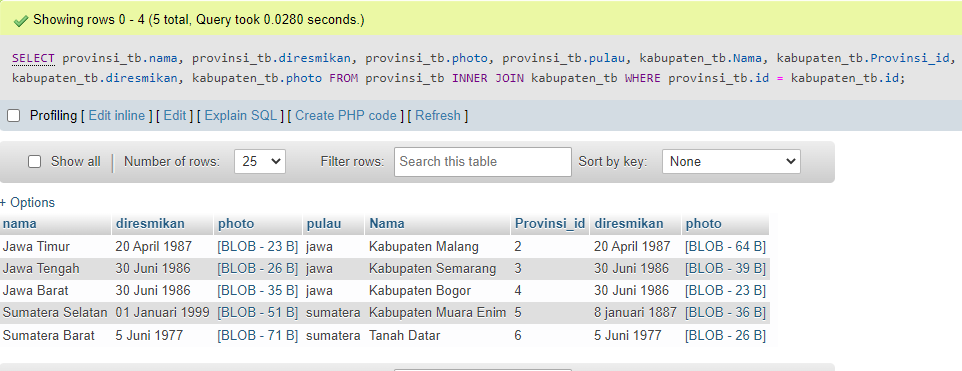 Showing rows 0 - 4 (5 total, Query took 0.0280 seconds.)
SELECT provinsi_tb.nama, provinsi_tb.diresmikan, provinsi_tb.photo, provinsi_tb.pulau, kabupaten_tb.Nama, kabupaten_tb.Provinsi_id,
kabupaten_tb.diresmikan, kabupaten_tb.photo FROM provinsi_tb INNER JOIN kabupaten_tb WHERE provinsi_tb.id = kabupaten_tb.id;
Profiling [ Edit inline ] [ Edit ] [ Explain SQL ] [ Create PHP code ] [ Refresh ]
Show all | Number of rows: 25 Filter rows: Search this table Sort by key: None
+ Options
nama diresmikan photo pulau Nama Provinsi_id diresmikan photo
Jawa Timur 20 April 1987 [BLOB - 23 B] jawa Kabupaten Malang 2 20 April 1987 [BLOB - 64 B]
Jawa Tengah 30 Juni 1986 [BLOB - 26 B] jawa Kabupaten Semarang 3 30 Juni 1986 [BLOB - 39 B]
Jawa Barat 30 Juni 1986 [BLOB - 35 B] jawa Kabupaten Bogor 4 30 Juni 1986 [BLOB - 23 B]
Sumatera Selatan 01 Januari 1999 [BLOB - 51 B] sumatera Kabupaten Muara Enim 5 8 januari 1887 [BLOB - 36 B]
Sumatera Barat 5 Juni 1977 [BLOB - 71 B] sumatera Tanah Datar 6 5 Juni 1977 [BLOB - 26 B]